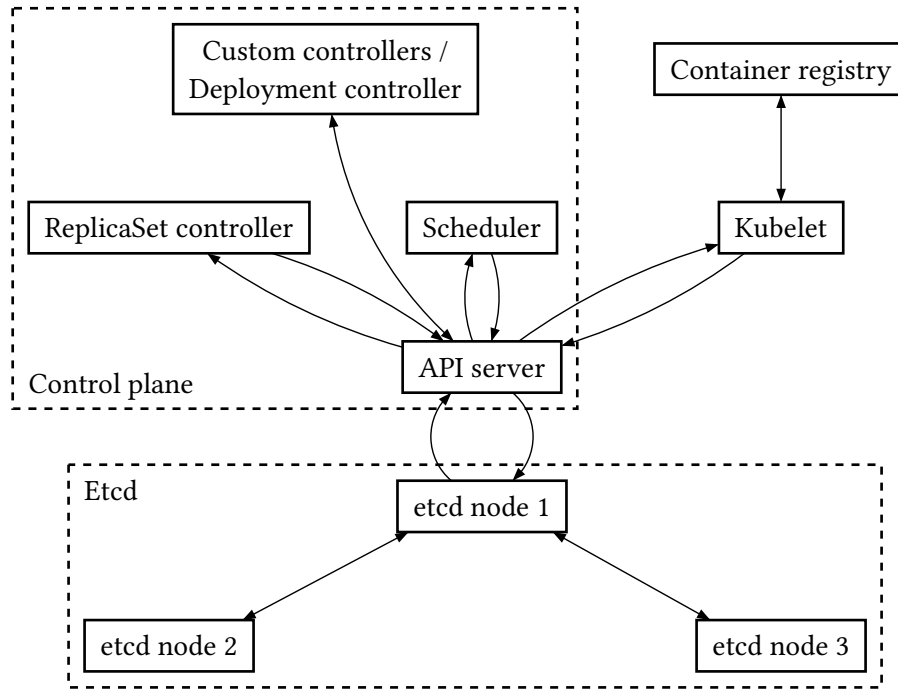 Custom controllers /
Deployment controller
Container registry
ReplicaSet controller
Scheduler
Kubelet
API server
Control plane
Etcd
etcd node 1
etcd node 2
etcd node 3